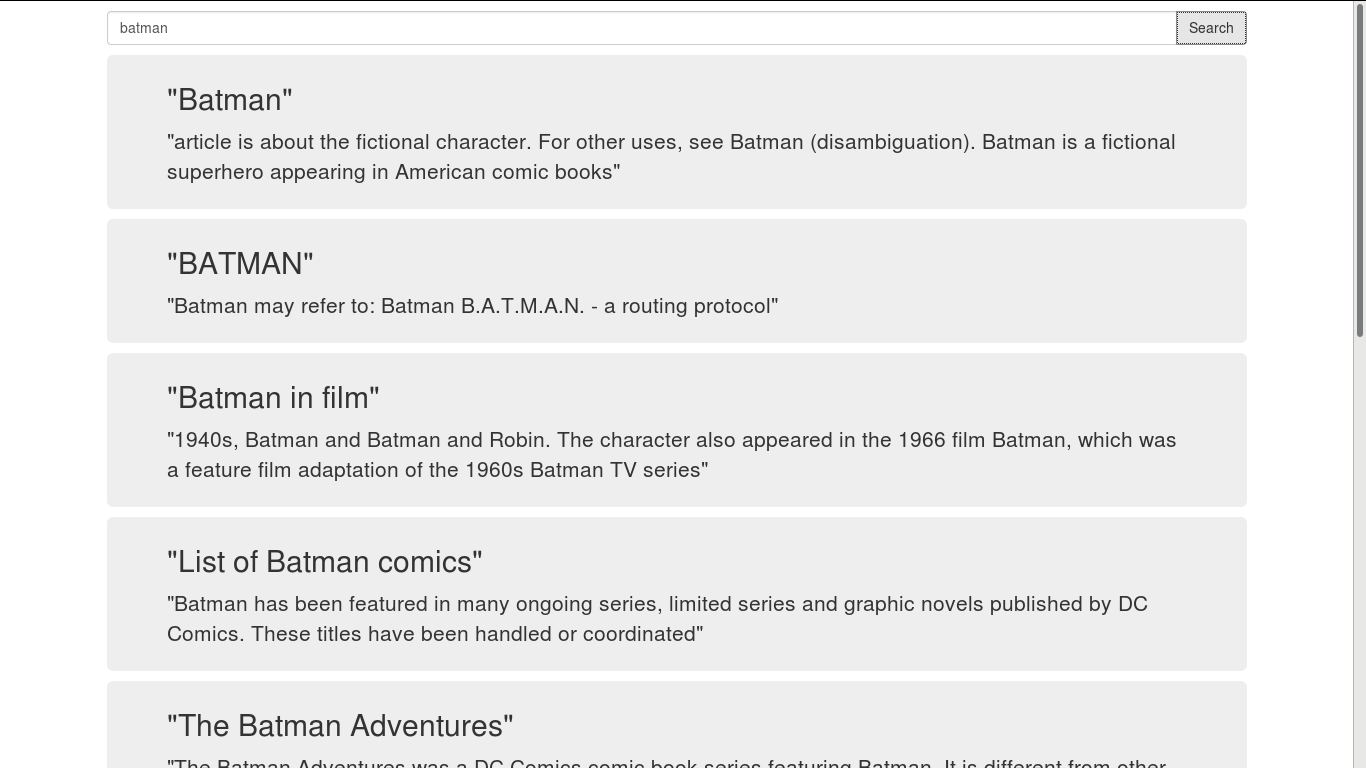 batman
Search
"Batman"
"article is about the fictional character. For other uses, see Batman (disambiguation). Batman is a fictional
superhero appearing in American comic books"
"BATMAN"
"Batman may refer to: Batman B.A.T.M.A.N. - a routing protocol"
"Batman in film"
"1940s, Batman and Batman and Robin. The character also appeared in the 1966 film Batman, which was
a feature film adaptation of the 1960s Batman TV series"
"List of Batman comics"
"Batman has been featured in many ongoing series, limited series and graphic novels published by DC
Comics. These titles have been handled or coordinated"
"The Batman Adventures"
"The Batman Adventures was a DC Comics comic book series featuring Batman. It is different from other